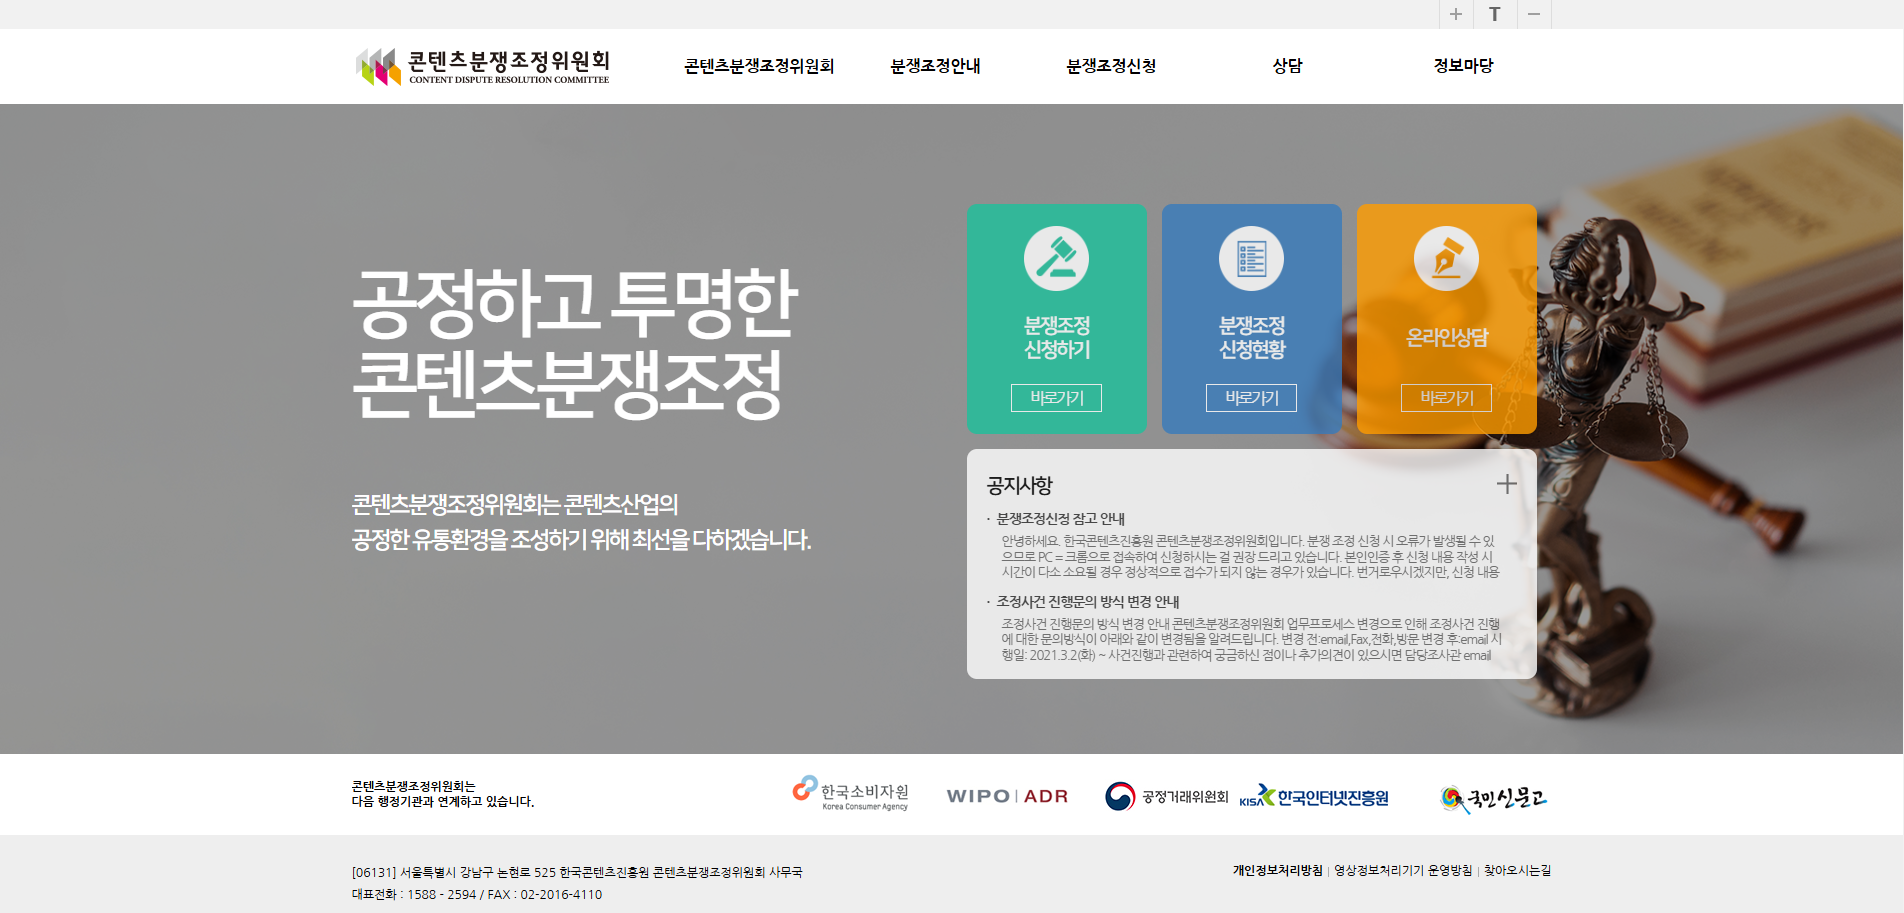 T
콘텐츠분쟁조정위원회
CONTENT DISPUTE RESOLUTION COMMITTEE
콘텐츠분쟁조정위원회
분쟁조정안내
분쟁조정신청
상담
정보마당
공정하고 투명한
콘텐츠분쟁조정
콘텐츠분쟁조정위원회는 콘텐츠산업의
공정한 유통환경을 조성하기 위해 최선을 다하겠습니다.
분쟁조정
신청하기
바로가기
분쟁조정
신청현황
바로가기
온라인상담
바로가기
공지사항
· 분쟁조정신청 참고 안내
안녕하세요. 한국콘텐츠진흥원 콘텐츠분쟁조정위원회입니다. 분쟁 조정 신청 시 오류가 발생될 수 있
으므로 PC = 크롬으로 접속하여 신청하시는 걸 권장 드리고 있습니다. 본인인증 후 신청 내용 작성 시
시간이 다소 소요될 경우 정상적으로 접수가 되지 않는 경우가 있습니다. 번거로우시겠지만, 신청 내용
· 조정사건 진행문의 방식 변경 안내
조정사건 진행문의 방식 변경 안내 콘텐츠분쟁조정위원회 업무프로세스 변경으로 인해 조정사건 진행
에 대한 문의방식이 아래와 같이 변경됨을 알려드립니다. 변경 전:email,Fax,전화,방문 변경 후:email 시
행일: 2021.3.2(화) ~ 사건진행과 관련하여 궁금하신 점이나 추가의견이 있으시면 담당조사관 email
콘텐츠분쟁조정위원회는
다음 행정기관과 연계하고 있습니다.
한국소비자원
Korea Consumer Agency
WIPO | ADR
공정거래위원회
KISA 한국인터넷진흥원
국민신문고
[06131] 서울특별시 강남구 논현로 525 한국콘텐츠진흥원 콘텐츠분쟁조정위원회 사무국
대표전화 : 1588 - 2594 / FAX : 02-2016-4110
개인정보처리방침 | 영상정보처리기기 운영방침 | 찾아오시는길